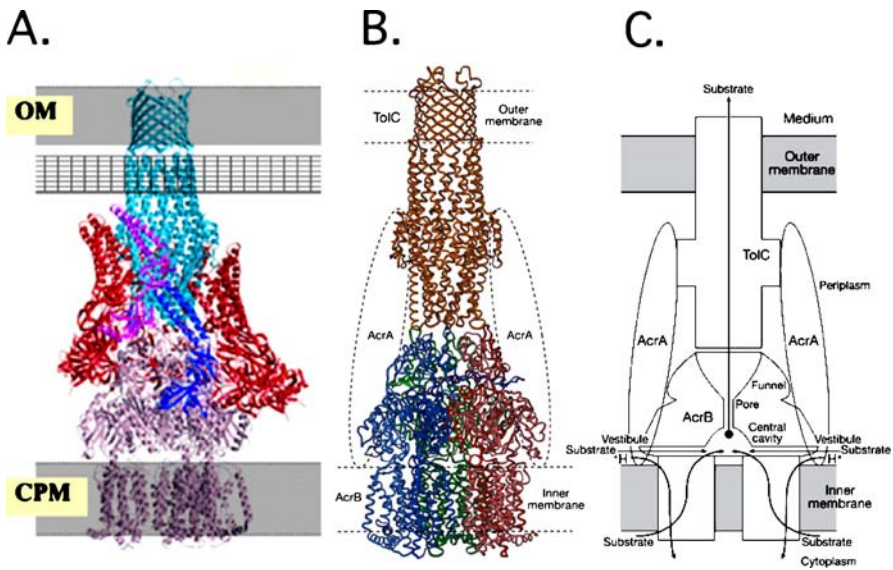 A.
B.
C.
OM
CPM
TolC
Outer
membrane
AcrA
AcrA
AcrB
Inner
membrane
Substrate
Medium
Outer
membrane
TolC
Periplasm
AcrA
AcrA
Funnel
AcrB
Pore
Central
cavity
Vestibule
Substrate
Vestibule
Substrate
H
H
Inner
membrane
Substrate
Substrate
Cytoplasm